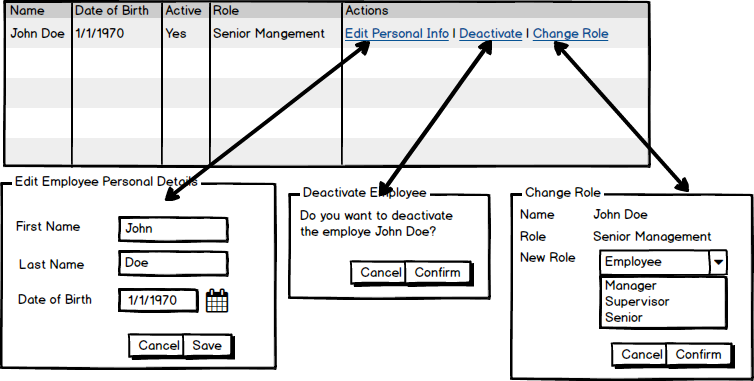 Name Date of Birth Active Role Actions
John Doe 1/1/1970 Yes Senior Mangement Edit Personal Info | Deactivate | Change Role
Edit Employee Personal Details
First Name John
Last Name Doe
Date of Birth 1/1/1970
Cancel Save
Deactivate Employee
Do you want to deactivate
the employe John Doe?
Cancel Confirm
Change Role
Name John Doe
Role Senior Management
New Role Employee
Manager
Supervisor
Senior
Cancel Confirm